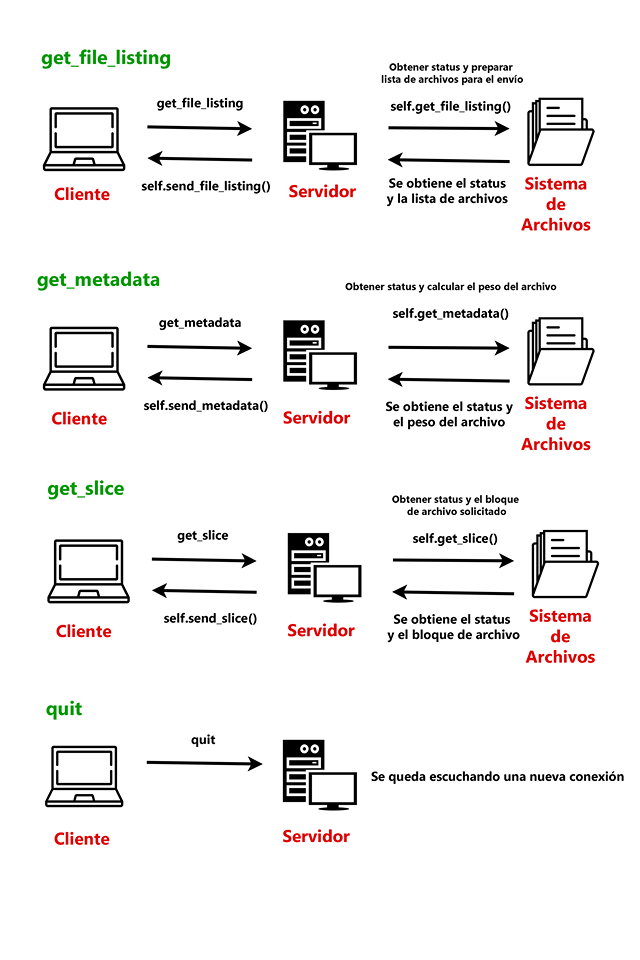 get_file_listing
Obtener status y preparar
lista de archivos para el envío
get_file_listing
self.get_file_listing()
self.send_file_listing()
Se obtiene el status
y la lista de archivos
Cliente
Servidor
Sistema
de
Archivos
get_metadata
Obtener status y calcular el peso del archivo
get_metadata
self.get_metadata()
self.send_metadata()
Se obtiene el status y
el peso del archivo
Cliente
Servidor
Sistema
de
Archivos
get_slice
Obtener status y el bloque
de archivo solicitado
get_slice
self.get_slice()
self.send_slice()
Se obtiene el status
y el bloque de archivo
Cliente
Servidor
Sistema
de
Archivos
quit
quit
Se queda escuchando una nueva conexión
Cliente
Servidor